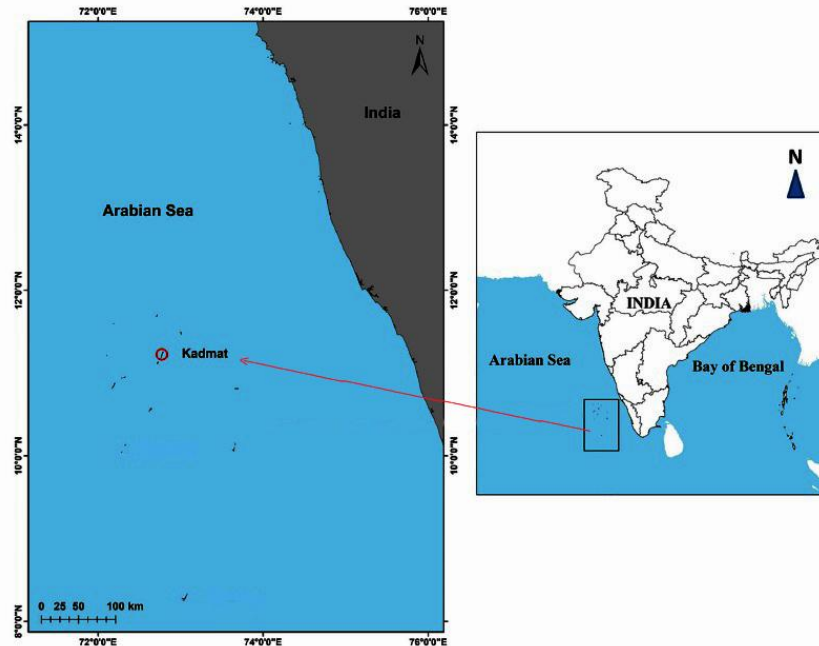 72°0'0"E 74°0'0"E 76°0'0"E
N
14°0'0"N
India
14°0'0"N
Arabian Sea
12°0'0"N
12°0'0"N
Kadmat
10°0'0"N
10°0'0"N
0 25 50 100 km
8°0'0"N
8°0'0"N
72°0'0"E 74°0'0"E 76°0'0"E
N
INDIA
Arabian Sea
Bay of Bengal